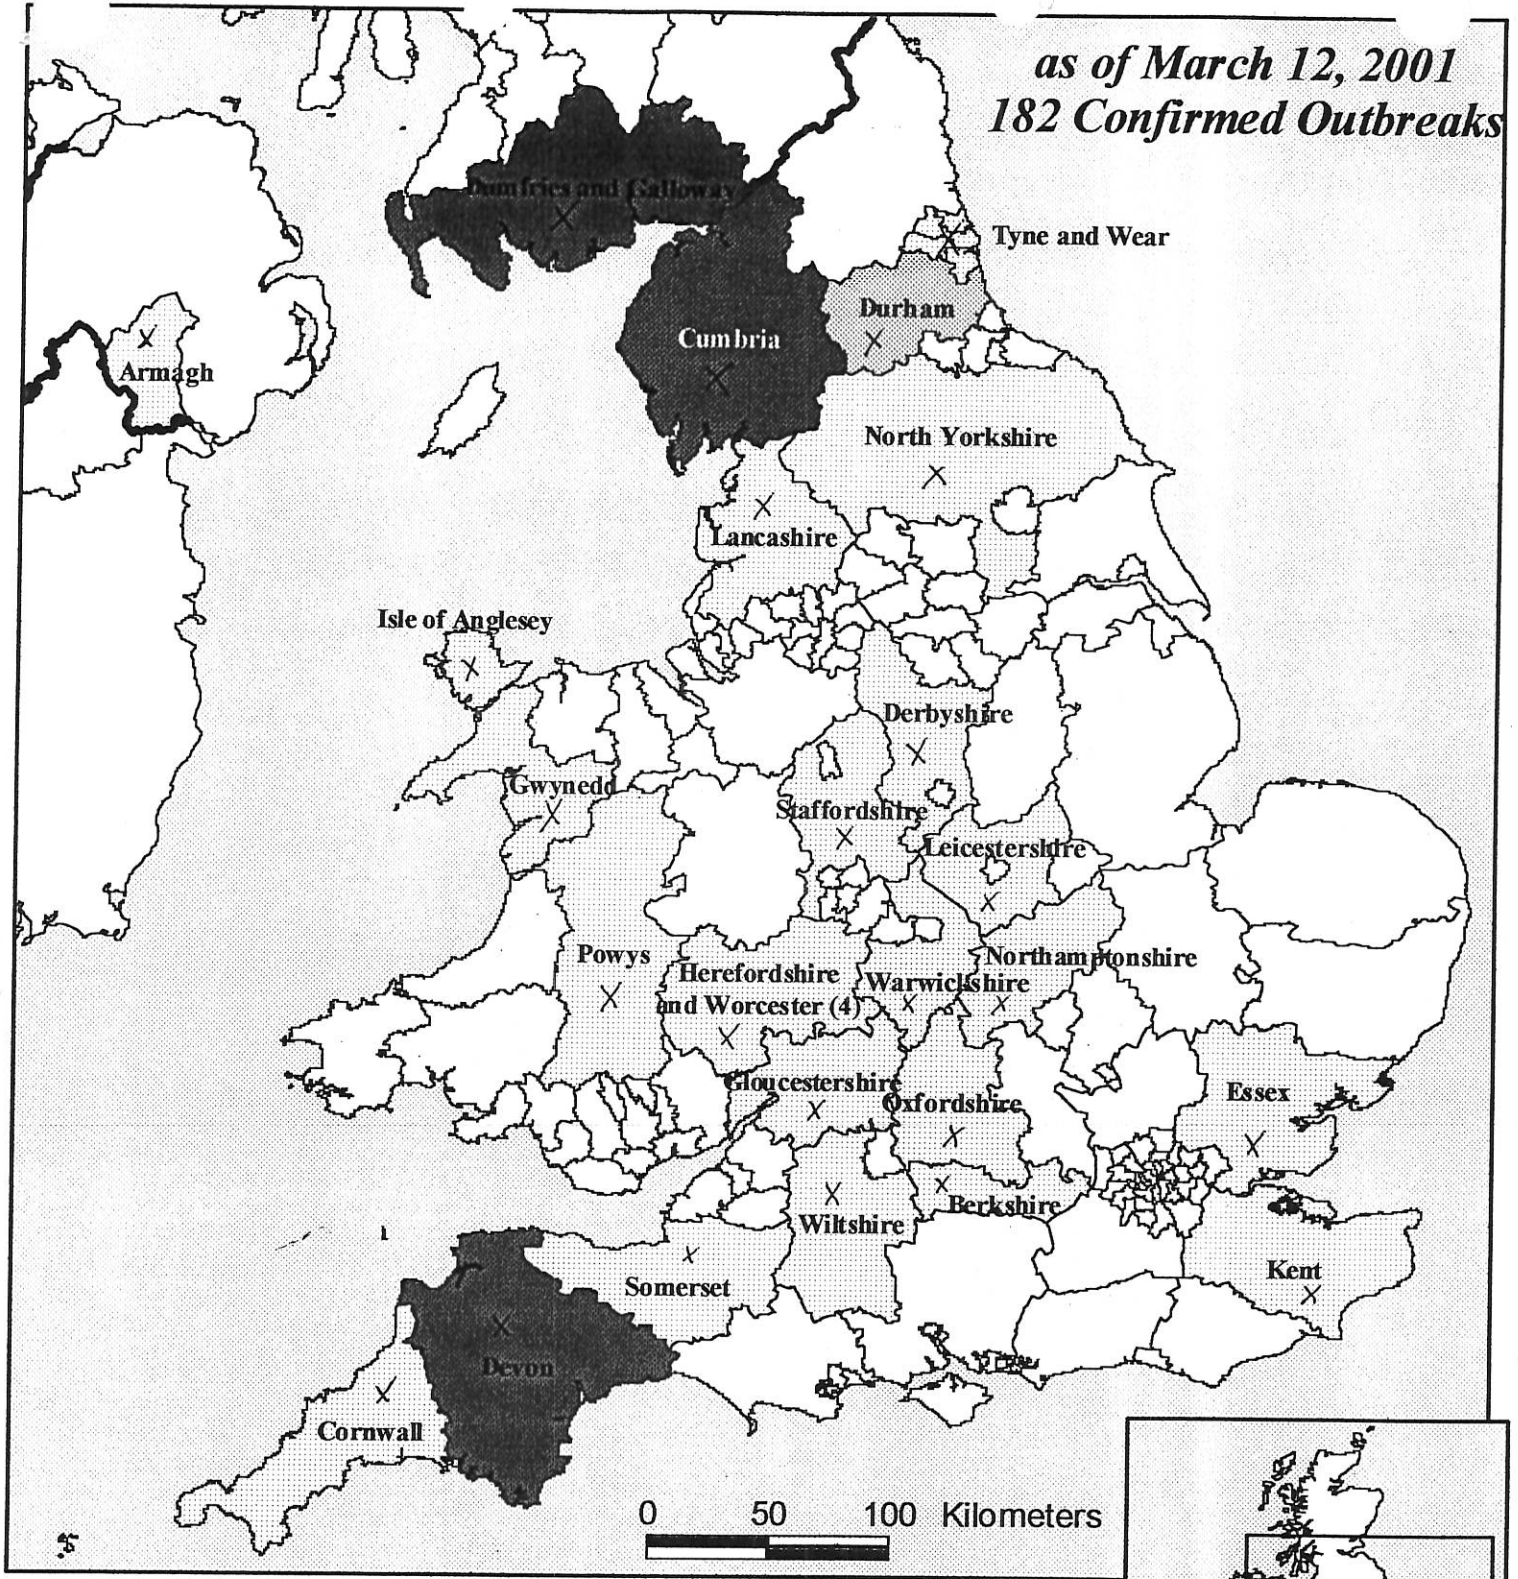 as of March 12, 2001
182 Confirmed Outbreaks
Dumfries and Galloway
Tyne and Wear
Durham
Cumbria
Armagh
North Yorkshire
Lancashire
Isle of Anglesey
Derbyshire
Gwynedd
Staffordshire
Leicestershire
Powys
Northamptonshire
Herefordshire
and Worcester (4)
Warwickshire
Gloucestershire
Oxfordshire
Essex
Berkshire
Wiltshire
Somerset
Kent
Devon
Cornwall
0 50 100 Kilometers